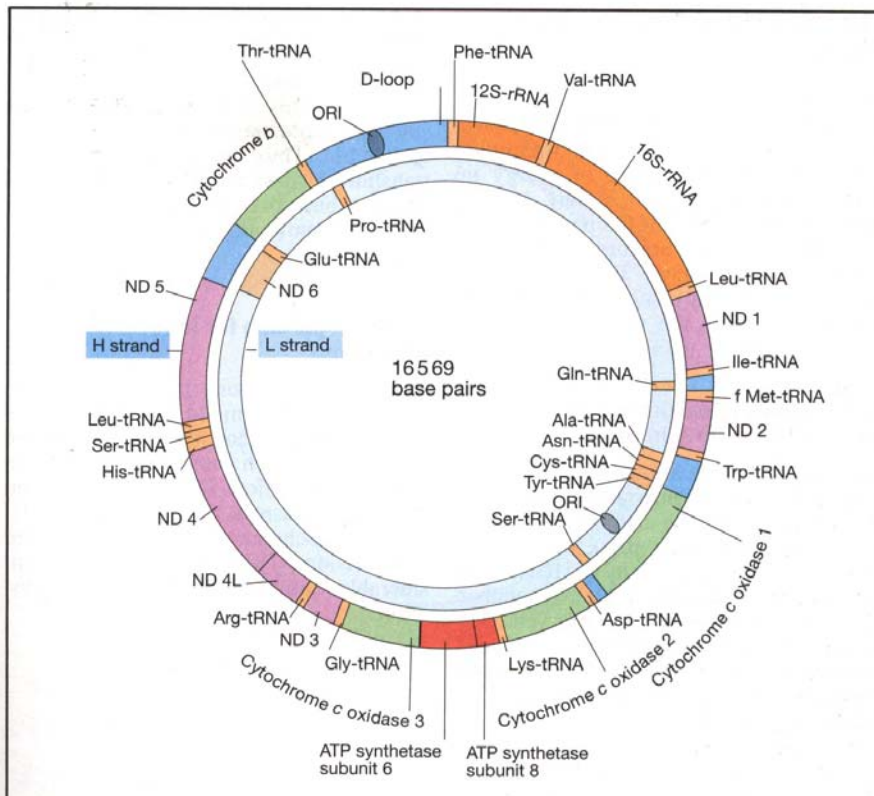 Thr-tRNA
Phe-tRNA
D-loop
12S-rRNA
Val-tRNA
ORI
Cytochrome b
16S-rRNA
Pro-tRNA
Glu-tRNA
Leu-tRNA
ND 5
ND 6
ND 1
H strand
L strand
16 569
base pairs
Ile-tRNA
Gln-tRNA
f Met-tRNA
Leu-tRNA
Ser-tRNA
His-tRNA
Ala-tRNA
Asn-tRNA
Cys-tRNA
Tyr-tRNA
ND 2
Trp-tRNA
ORI
Ser-tRNA
ND 4
ND 4L
Arg-tRNA
ND 3
Gly-tRNA
Lys-tRNA
Asp-tRNA
Cytochrome c oxidase 1
Cytochrome c oxidase 2
Cytochrome c oxidase 3
ATP synthetase
subunit 6
ATP synthetase
subunit 8